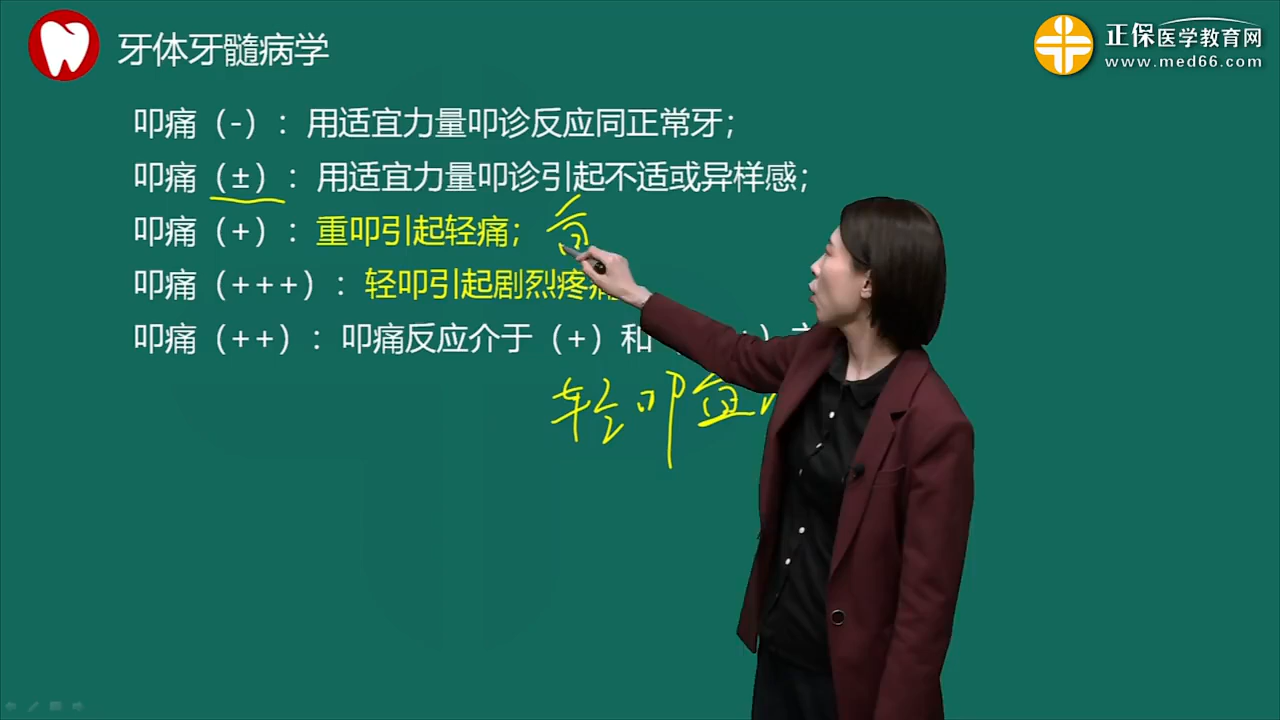 牙体牙髓病学
正保医学教育网
www.med66.com
叩痛（-）：用适宜力量叩诊反应同正常牙；
叩痛（±）：用适宜力量叩诊引起不适或异样感；
叩痛（+）：重叩引起轻痛；
叩痛（+++）：轻叩引起剧烈疼痛
叩痛（++）：叩痛反应介于（+）和
轻叩